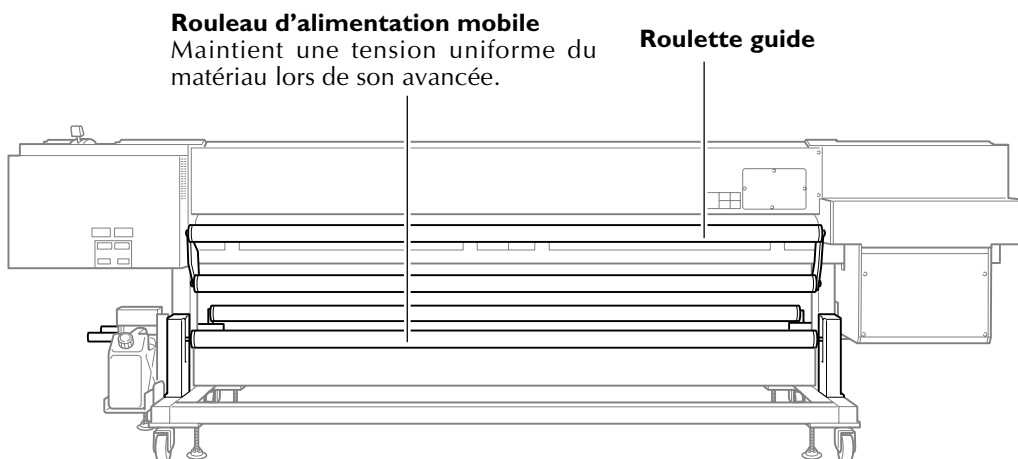 Rouleau d’alimentation mobile
Maintient une tension uniforme du
matériau lors de son avancée.
Roulette guide